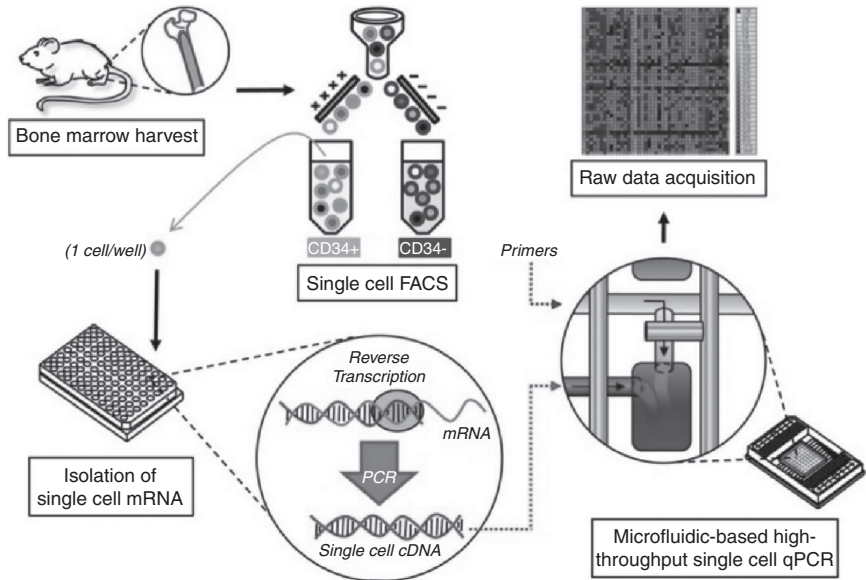 Bone marrow harvest
+ + + +
- - - -
CD34+
CD34-
Single cell FACS
(1 cell/well)
Isolation of
single cell mRNA
Reverse
Transcription
mRNA
PCR
Single cell cDNA
Primers
Microfluidic-based high-
throughput single cell qPCR
Raw data acquisition